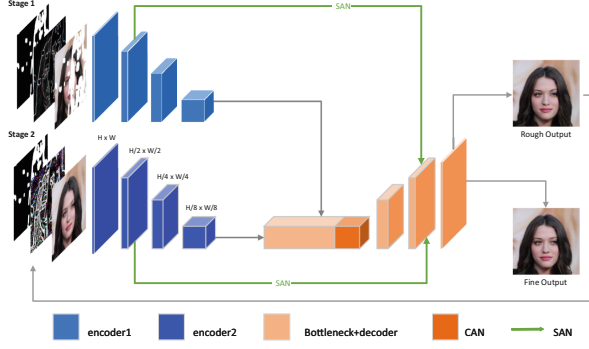 Stage 1
SAN
Rough Output
Stage 2
H x W
H/2 x W/2
H/4 x W/4
H/8 x W/8
SAN
Fine Output
encoder1
encoder2
Bottleneck+decoder
CAN
SAN